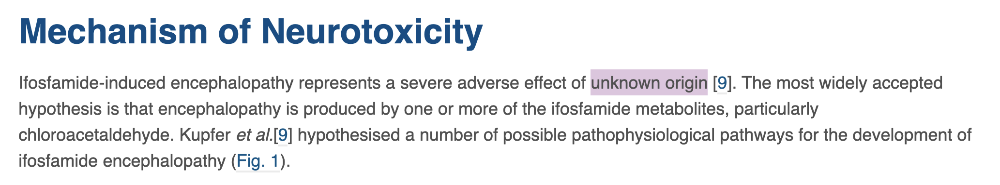 Mechanism of Neurotoxicity
Ifosfamide-induced encephalopathy represents a severe adverse effect of unknown origin [9]. The most widely accepted
hypothesis is that encephalopathy is produced by one or more of the ifosfamide metabolites, particularly
chloroacetaldehyde. Kupfer et al.[9] hypothesised a number of possible pathophysiological pathways for the development of
ifosfamide encephalopathy (Fig. 1).